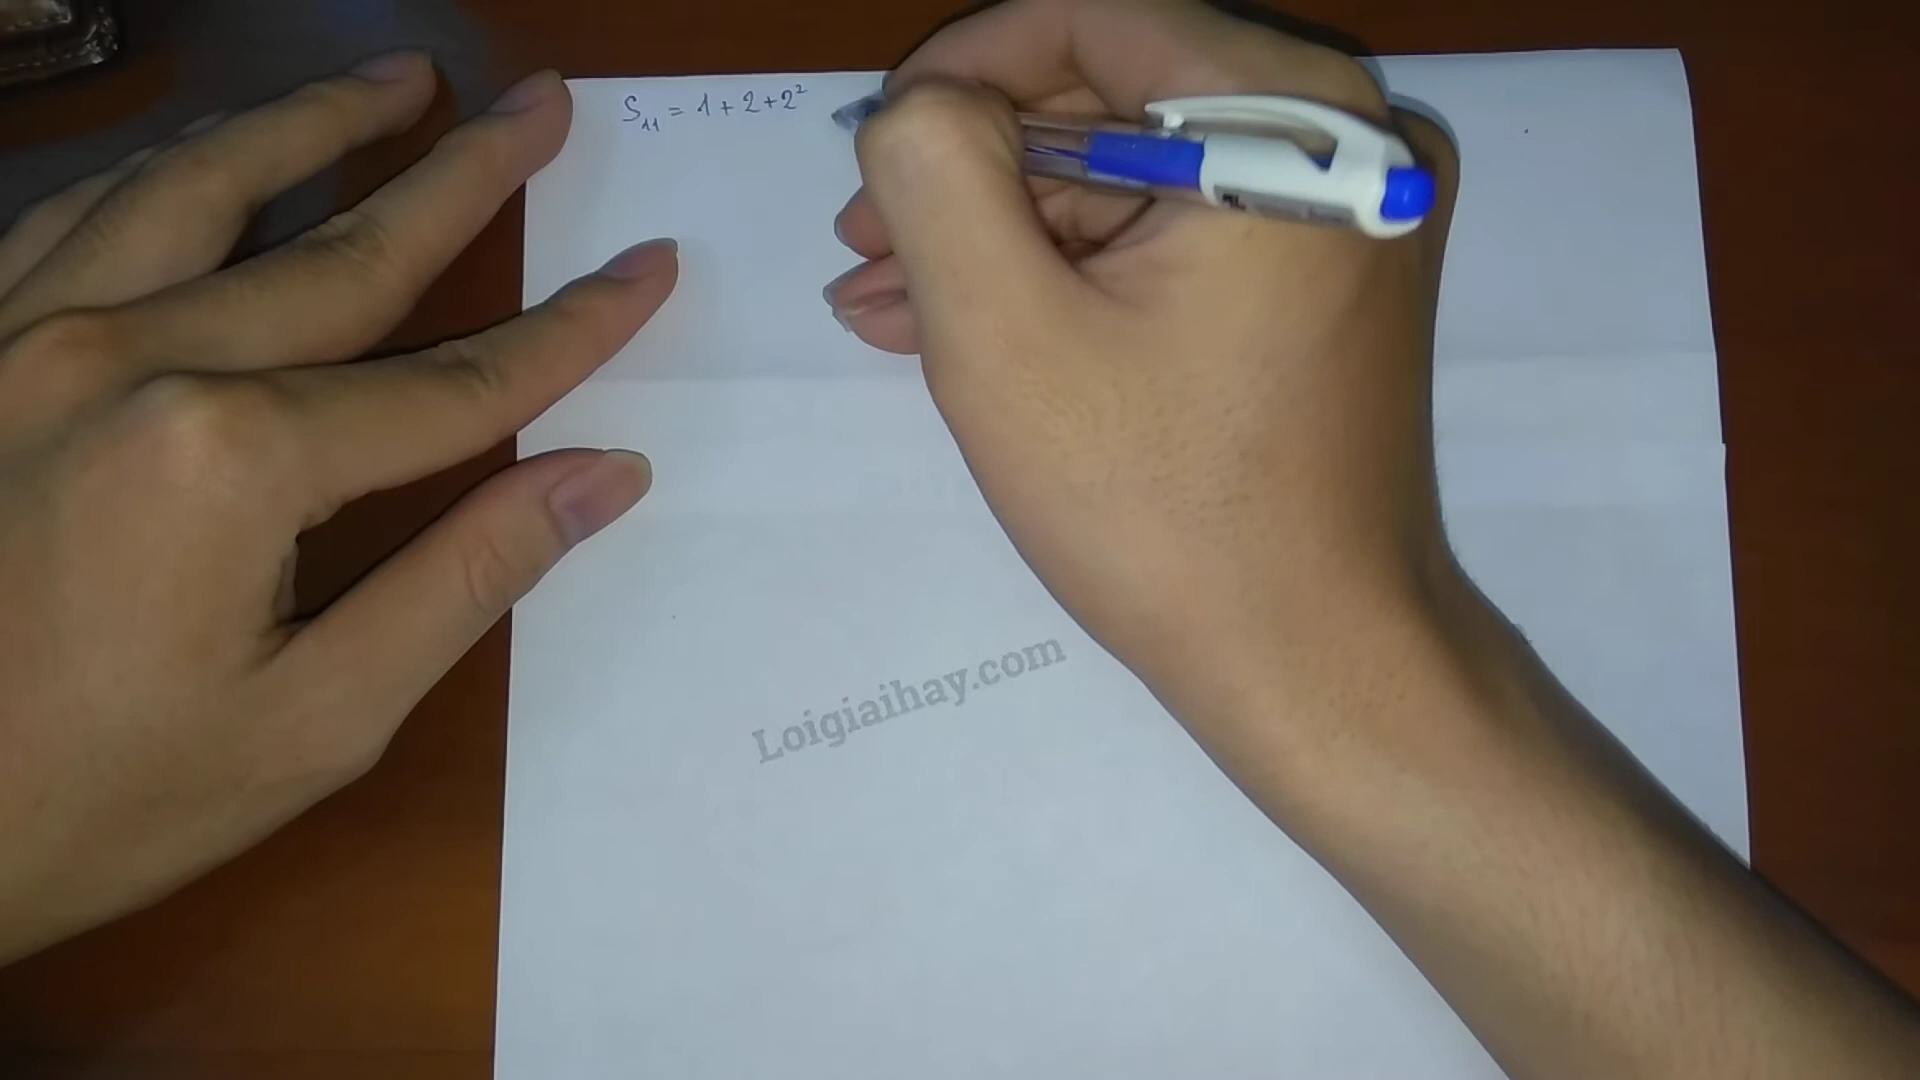 S₁₁ = 1 + 2 + 2²
Loigiaihay.com